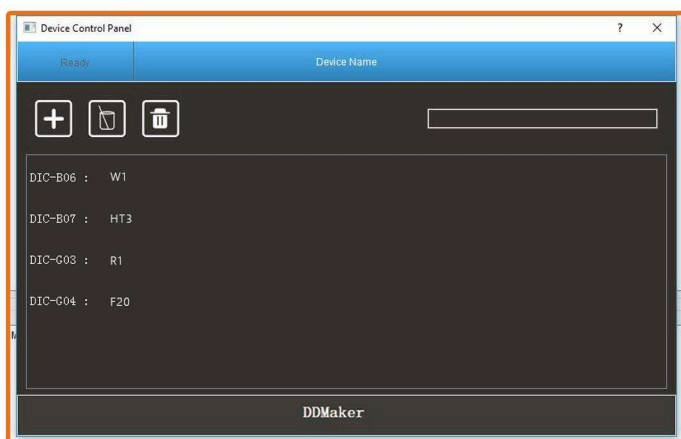 Device Control Panel ? ×
Ready Device Name
DIC-B06 : W1
DIC-B07 : HT3
DIC-G03 : R1
DIC-G04 : F20
M
DDMaker